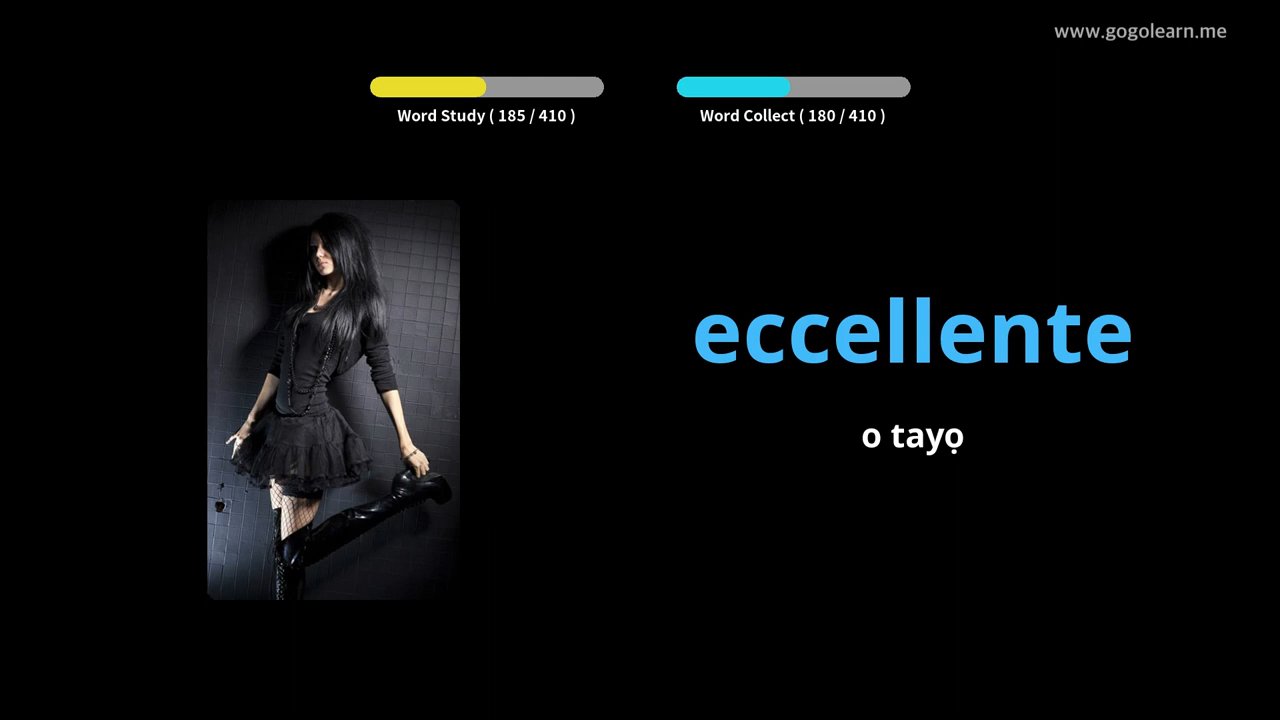 www.gogolearn.me
Word Study ( 185 / 410 )
Word Collect ( 180 / 410 )
eccellente
o tayọ